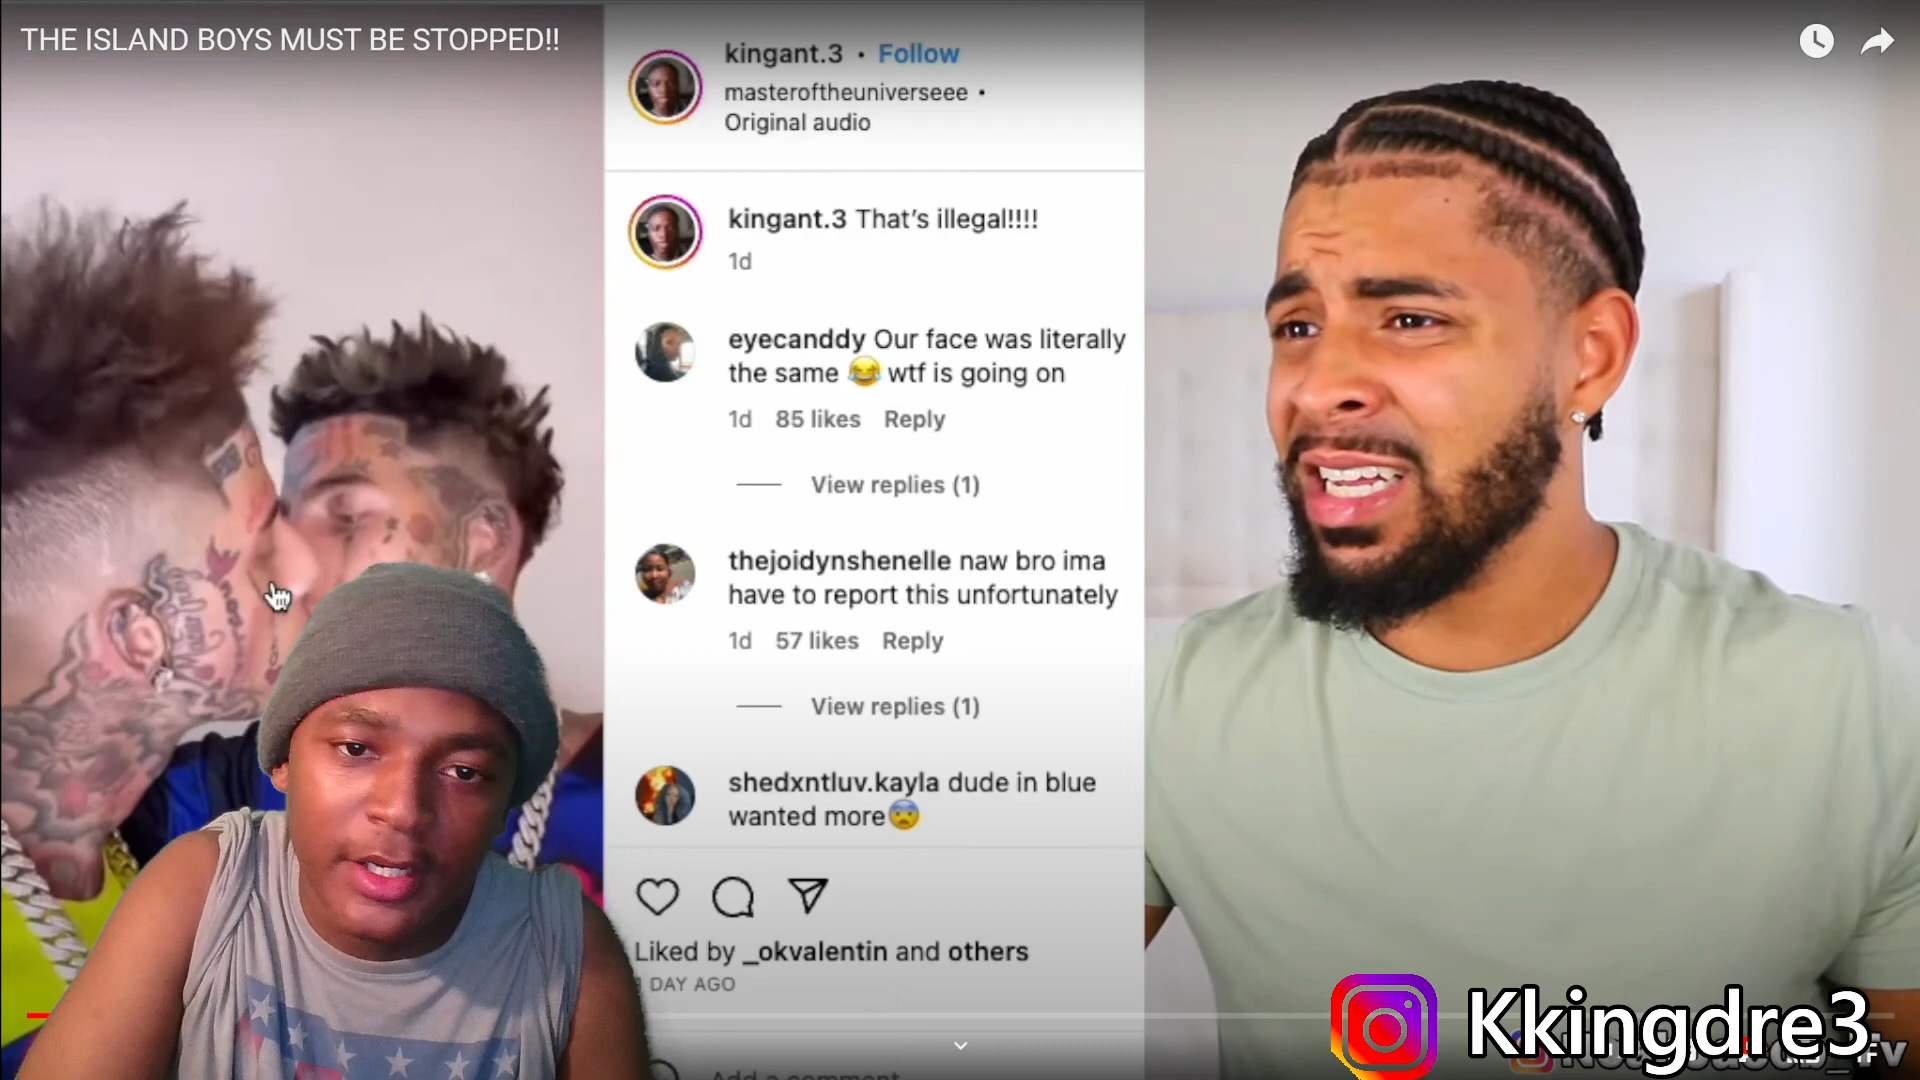 THE ISLAND BOYS MUST BE STOPPED!!
kingant.3 • Follow
masteroftheuniverseee •
Original audio
kingant.3 That's illegal!!!!
1d
eyecanddy Our face was literally
the same 😂 wtf is going on
1d 85 likes Reply
View replies (1)
thejoidynshenelle naw bro ima
have to report this unfortunately
1d 57 likes Reply
View replies (1)
shedxntluv.kayla dude in blue
wanted more😨
Liked by _okvalentin and others
DAY AGO
Add a comment
Kkingdre3